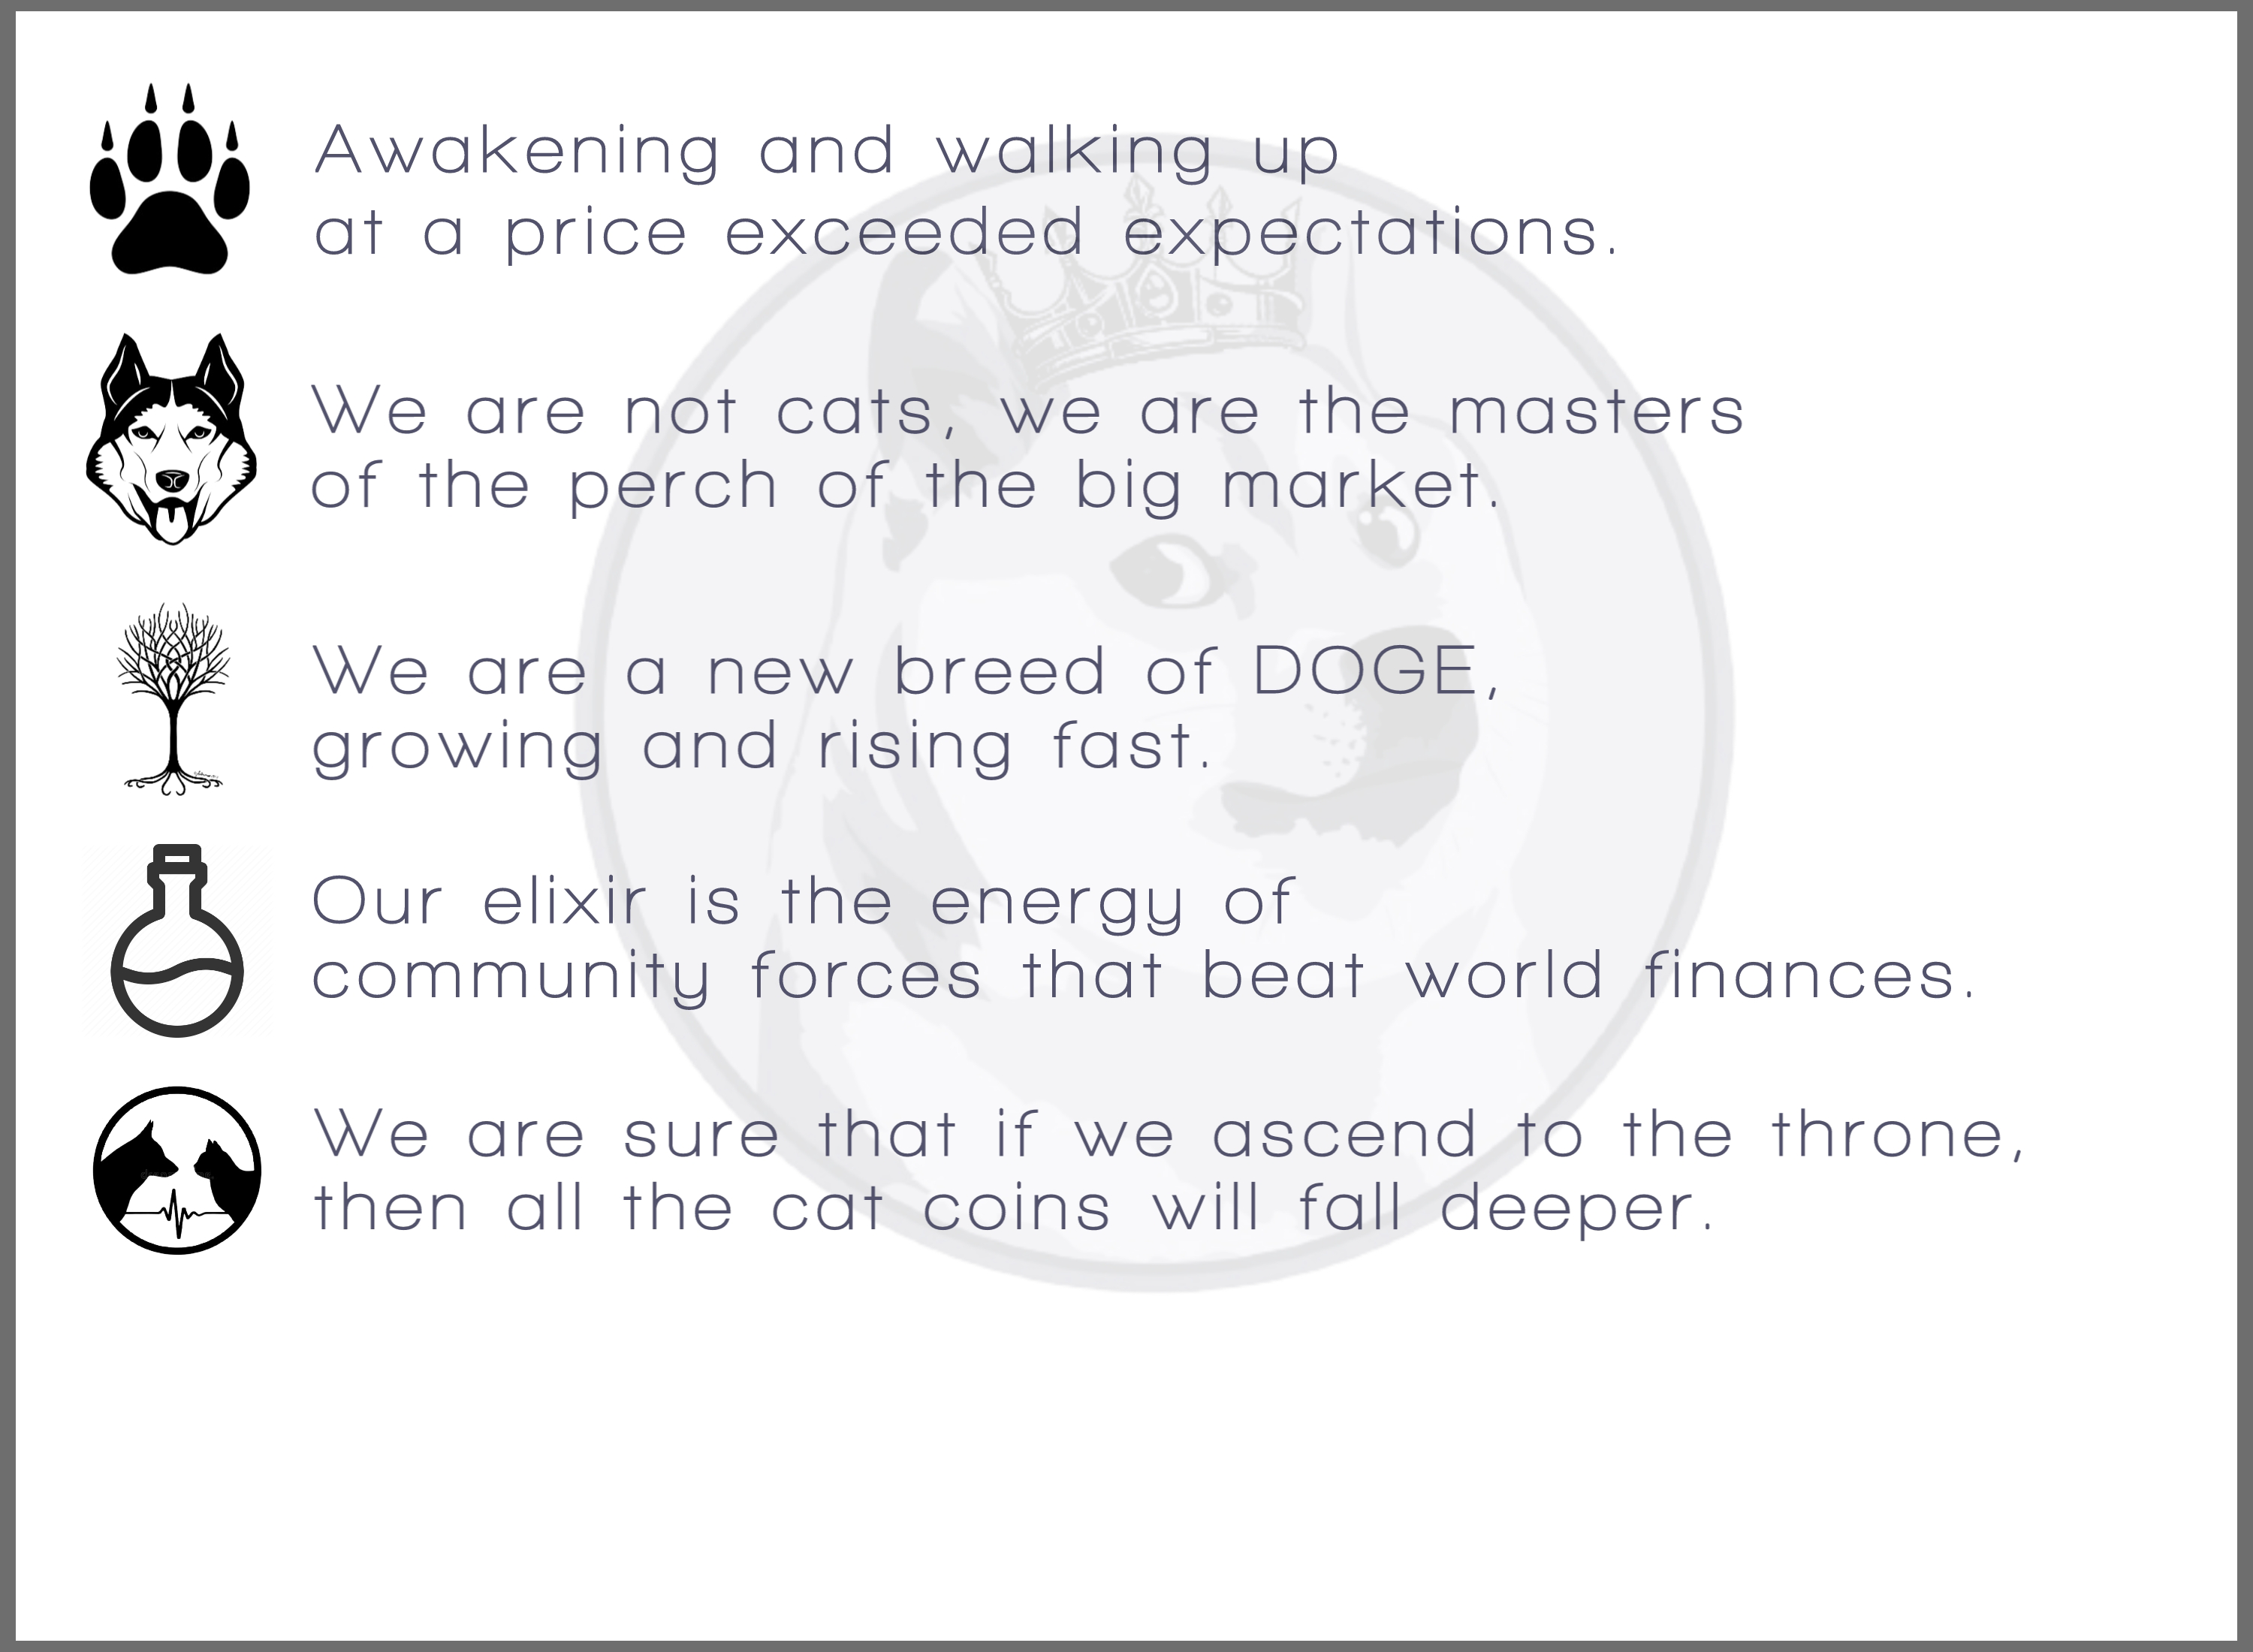 Awakening and walking up
at a price exceeded expectations.
We are not cats, we are the masters
of the perch of the big market.
We are a new breed of DOGE,
growing and rising fast.
Our elixir is the energy of
community forces that beat world finances.
We are sure that if we ascend to the throne,
then all the cat coins will fall deeper.